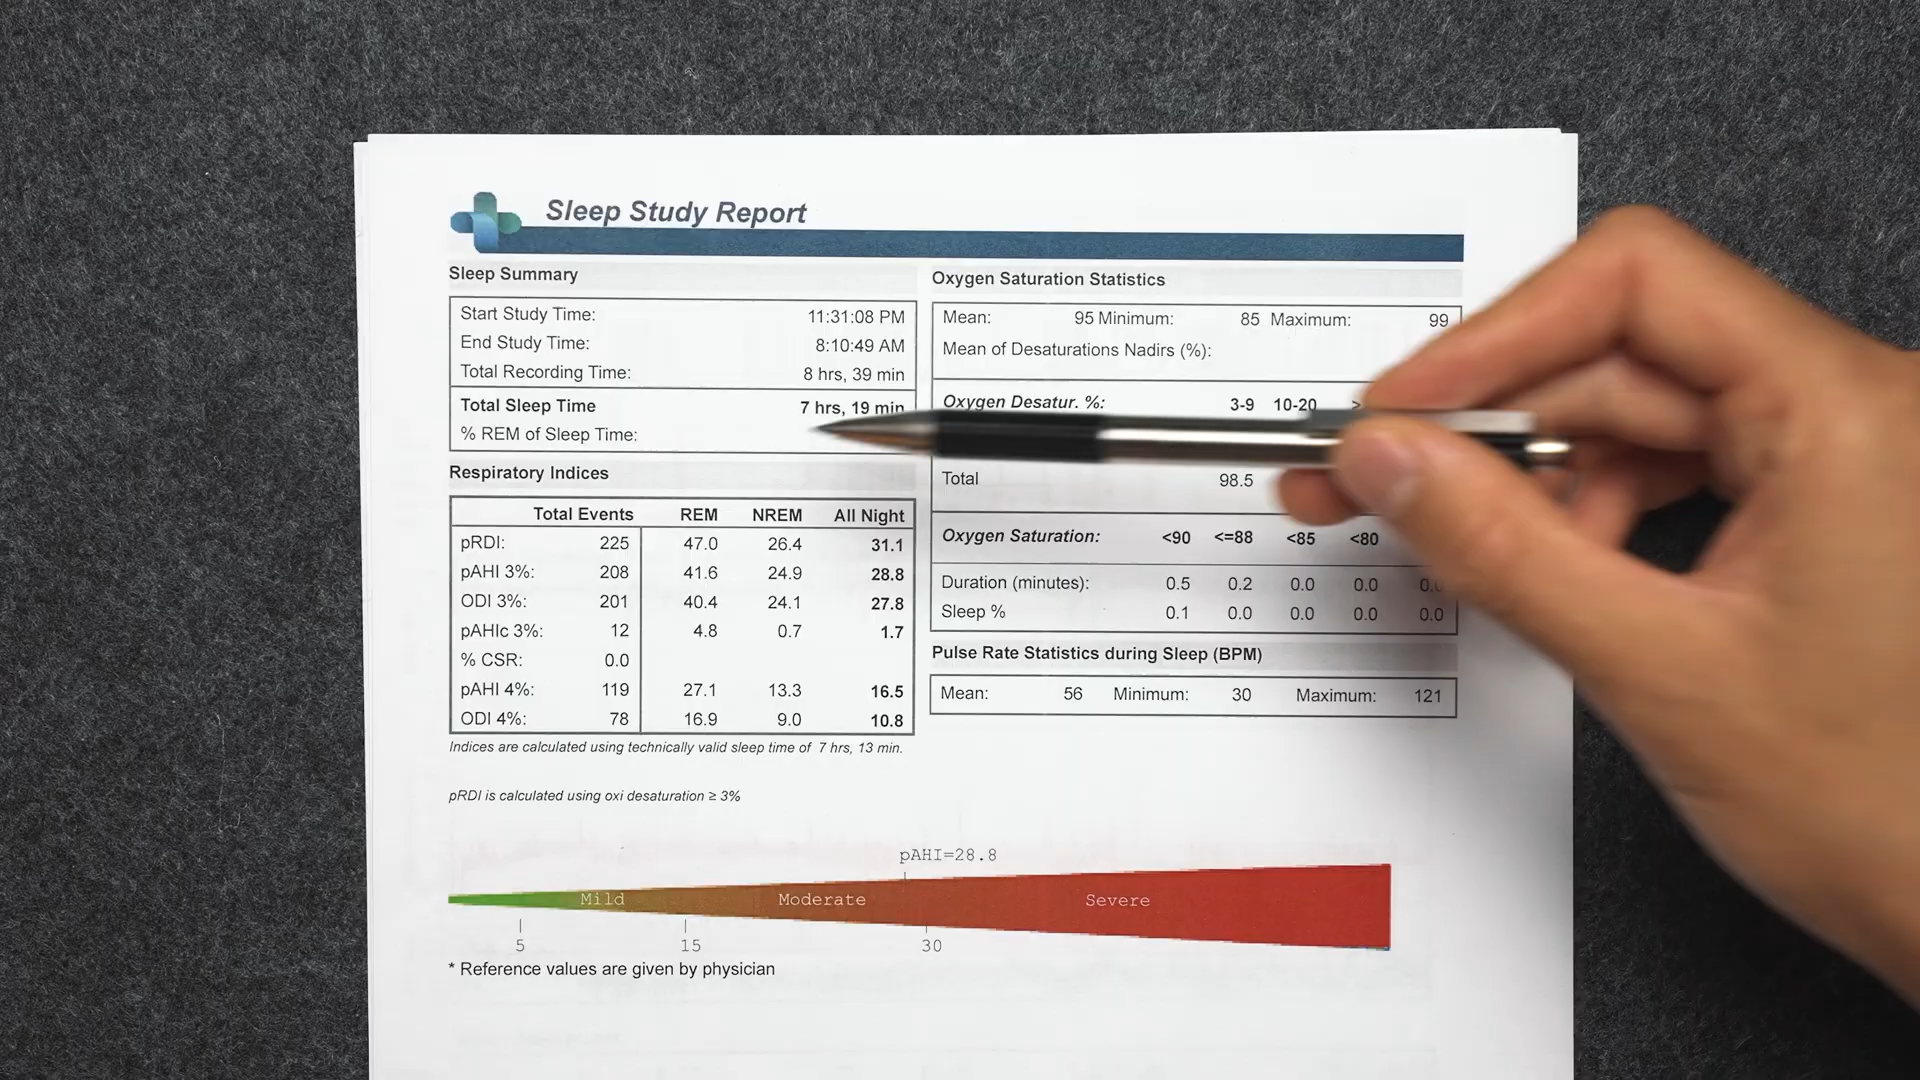 Sleep Study Report
Sleep Summary
Start Study Time: 11:31:08 PM
End Study Time: 8:10:49 AM
Total Recording Time: 8 hrs, 39 min
Total Sleep Time 7 hrs, 19 min
% REM of Sleep Time:
Respiratory Indices
Total Events REM NREM All Night
pRDI: 225 47.0 26.4 31.1
pAHI 3%: 208 41.6 24.9 28.8
ODI 3%: 201 40.4 24.1 27.8
pAHIc 3%: 12 4.8 0.7 1.7
% CSR: 0.0
pAHI 4%: 119 27.1 13.3 16.5
ODI 4%: 78 16.9 9.0 10.8
Indices are calculated using technically valid sleep time of 7 hrs, 13 min.
pRDI is calculated using oxi desaturation ≥ 3%
Oxygen Saturation Statistics
Mean: 95 Minimum: 85 Maximum: 99
Mean of Desaturations Nadirs (%):
Oxygen Desatur. %: 3-9 10-20 >
Total 98.5
Oxygen Saturation: <90 <=88 <85 <80
Duration (minutes): 0.5 0.2 0.0 0.0 0.0
Sleep % 0.1 0.0 0.0 0.0 0.0
Pulse Rate Statistics during Sleep (BPM)
Mean: 56 Minimum: 30 Maximum: 121
pAHI=28.8
Mild Moderate Severe
5 15 30
* Reference values are given by physician